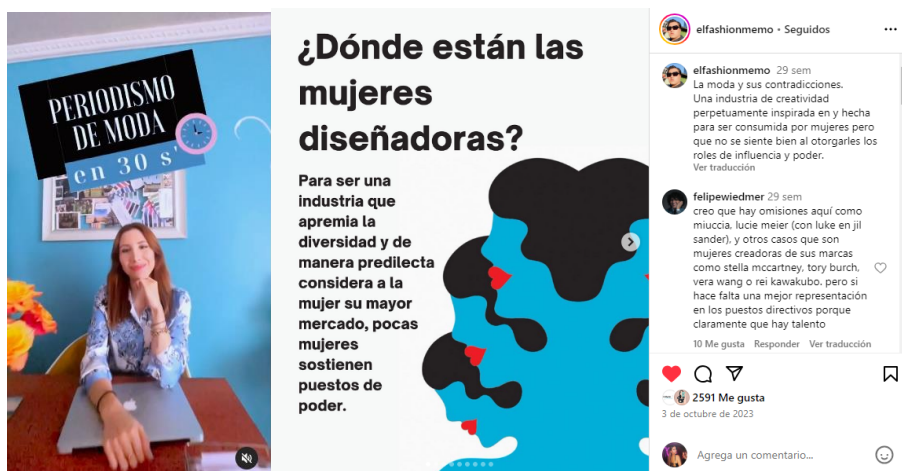 PERIODISMO
DE MODA
en 30 s'
¿Dónde están las
mujeres
diseñadoras?
Para ser una
industria que
apremia la
diversidad y de
manera predilecta
considera a la
mujer su mayor
mercado, pocas
mujeres
sostienen
puestos de
poder.
elfashionmemo • Seguidos
elfashionmemo 29 sem
La moda y sus contradicciones.
Una industria de creatividad
perpetuamente inspirada en y hecha
para ser consumida por mujeres pero
que no se siente bien al otorgarles los
roles de influencia y poder.
Ver traducción
felipewiedmer 29 sem
creo que hay omisiones aquí como
miuccia, lucie meier (con luke en jil
sander), y otros casos que son
mujeres creadoras de sus marcas
como stella mccartney, tory burch,
vera wang o rei kawakubo. pero si
hace falta una mejor representación
en los puestos directivos porque
claramente que hay talento
10 Me gusta Responder Ver traducción
2591 Me gusta
3 de octubre de 2023
Agrega un comentario...